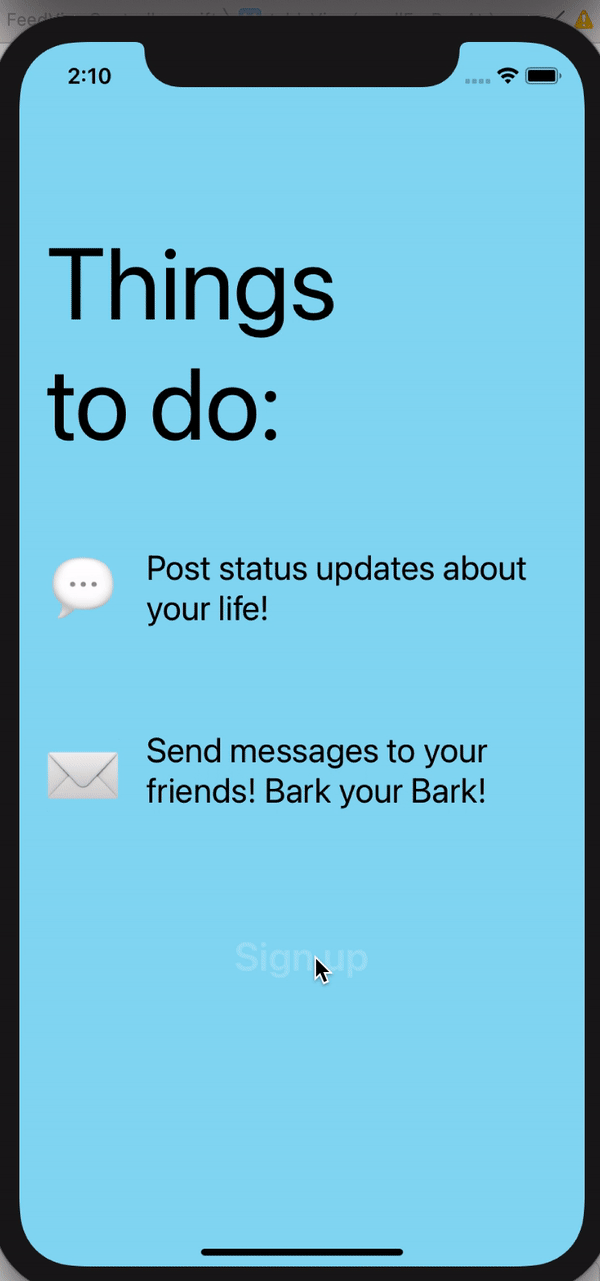 2:10
Things
to do:
Post status updates about
your life!
Send messages to your
friends! Bark your Bark!
Sign up